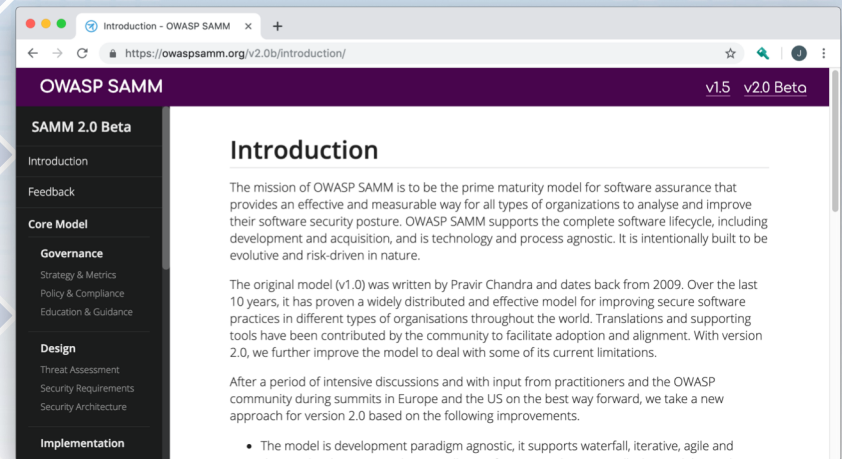 Introduction - OWASP SAMM
https://owaspsamm.org/v2.0b/introduction/
J
OWASP SAMM
v1.5 v2.0 Beta
SAMM 2.0 Beta
Introduction
Feedback
Core Model
Governance
Strategy & Metrics
Policy & Compliance
Education & Guidance
Design
Threat Assessment
Security Requirements
Security Architecture
Implementation
Introduction
The mission of OWASP SAMM is to be the prime maturity model for software assurance that
provides an effective and measurable way for all types of organizations to analyse and improve
their software security posture. OWASP SAMM supports the complete software lifecycle, including
development and acquisition, and is technology and process agnostic. It is intentionally built to be
evolutive and risk-driven in nature.
The original model (v1.0) was written by Pravir Chandra and dates back from 2009. Over the last
10 years, it has proven a widely distributed and effective model for improving secure software
practices in different types of organisations throughout the world. Translations and supporting
tools have been contributed by the community to facilitate adoption and alignment. With version
2.0, we further improve the model to deal with some of its current limitations.
After a period of intensive discussions and with input from practitioners and the OWASP
community during summits in Europe and the US on the best way forward, we take a new
approach for version 2.0 based on the following improvements.
• The model is development paradigm agnostic, it supports waterfall, iterative, agile and